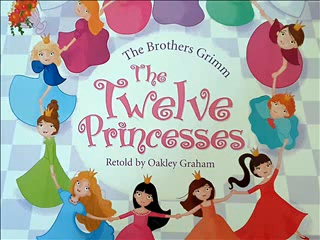 The Brothers Grimm
The
Twelve
Princesses
Retold by Oakley Graham